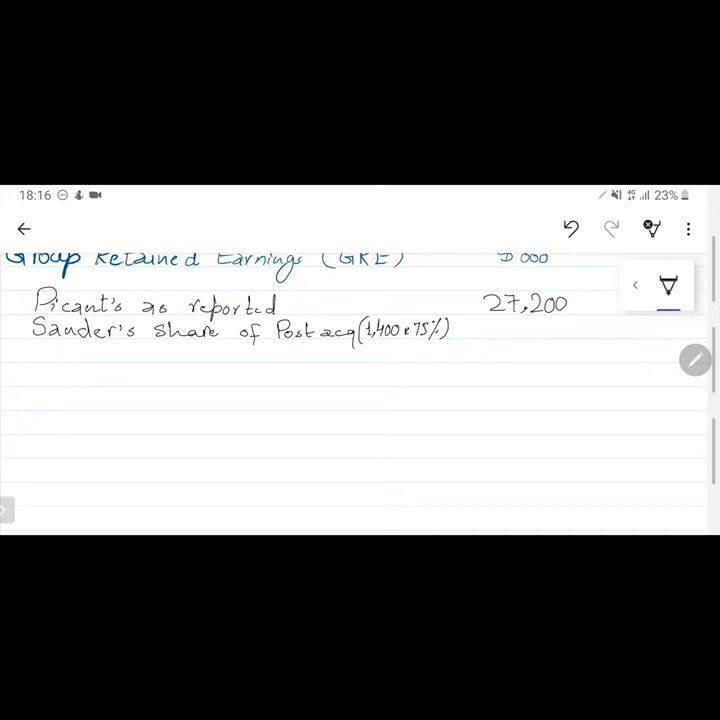 18:16 4G 23%
Group Retained Earnings (GRE) $'000
Picant's as reported 27,200
Sander's share of Post acq (1,400 x 75%)